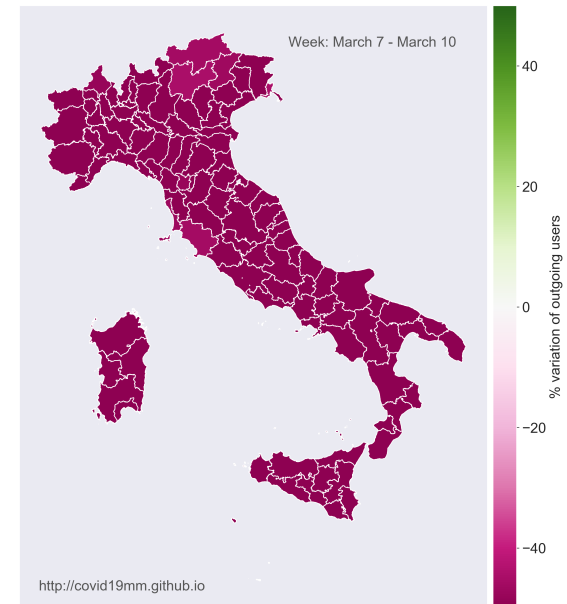 Week: March 7 - March 10
40
20
0
−20
−40
% variation of outgoing users
http://covid19mm.github.io